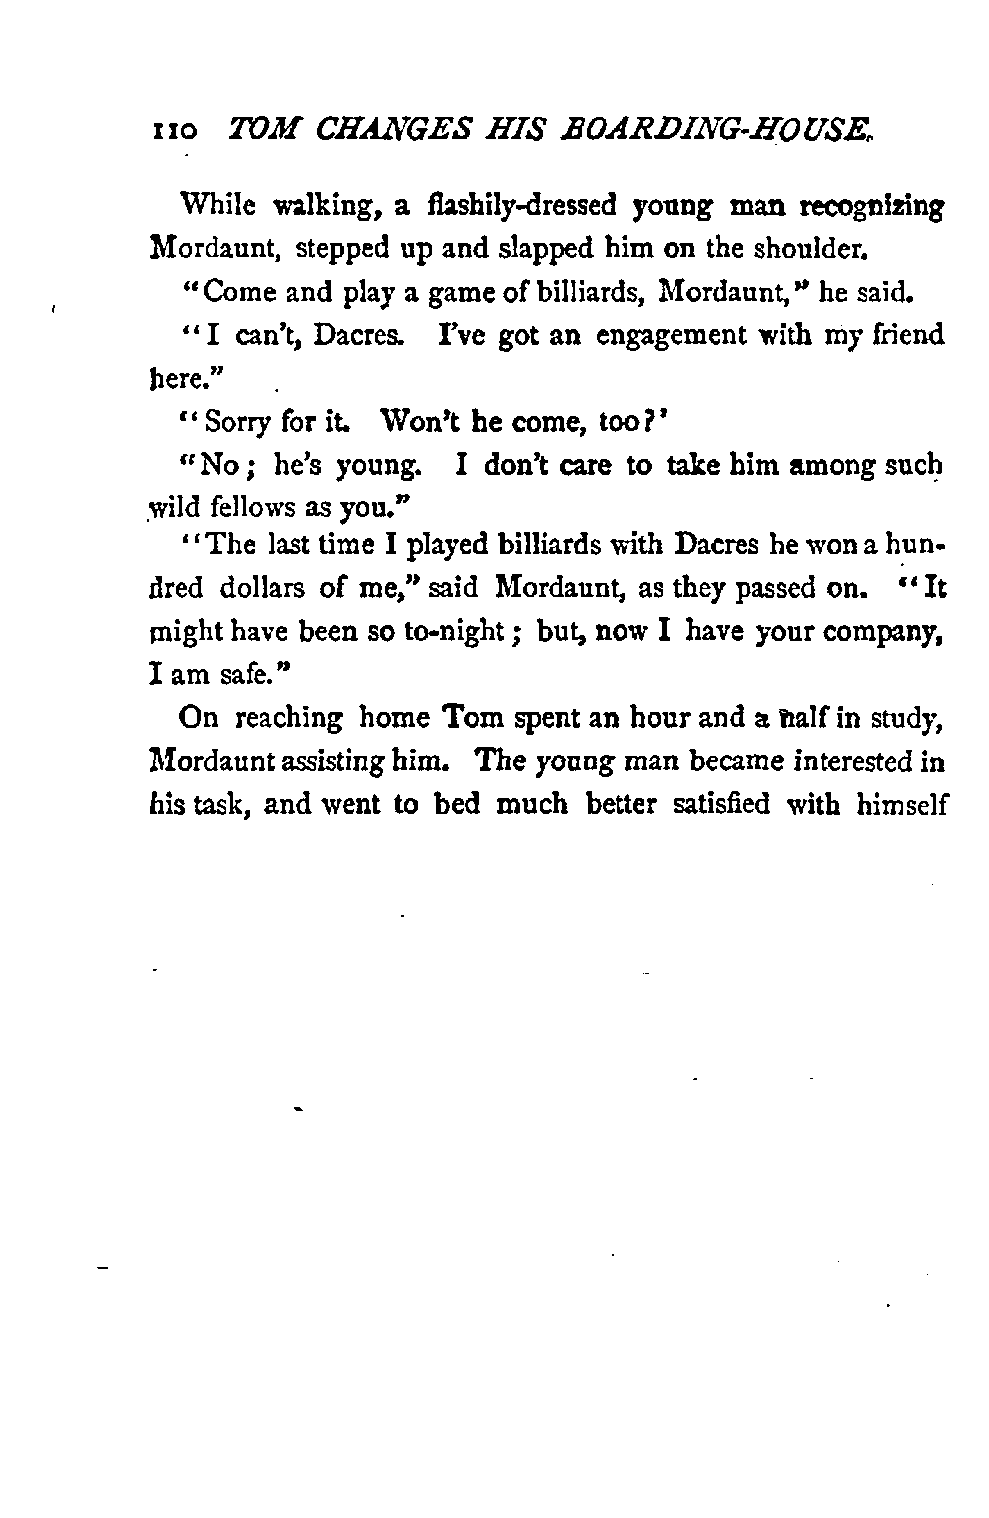 110 TOM CHANGES HIS BOARDING-HOUSE.
While walking, a flashily-dressed young man recognizing
Mordaunt, stepped up and slapped him on the shoulder.
"Come and play a game of billiards, Mordaunt," he said.
"I can't, Dacres. I've got an engagement with my friend
here."
"Sorry for it. Won't he come, too?'
"No; he's young. I don't care to take him among such
wild fellows as you."
"The last time I played billiards with Dacres he won a hun-
dred dollars of me," said Mordaunt, as they passed on. "It
might have been so to-night; but, now I have your company,
I am safe."
On reaching home Tom spent an hour and a half in study,
Mordaunt assisting him. The young man became interested in
his task, and went to bed much better satisfied with himself